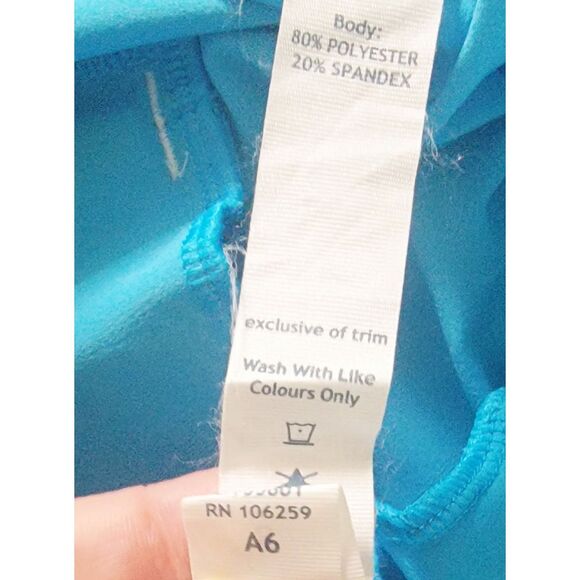 Body:
80% POLYESTER
20% SPANDEX
exclusive of trim
Wash With Like
Colours Only
RN 106259
A6